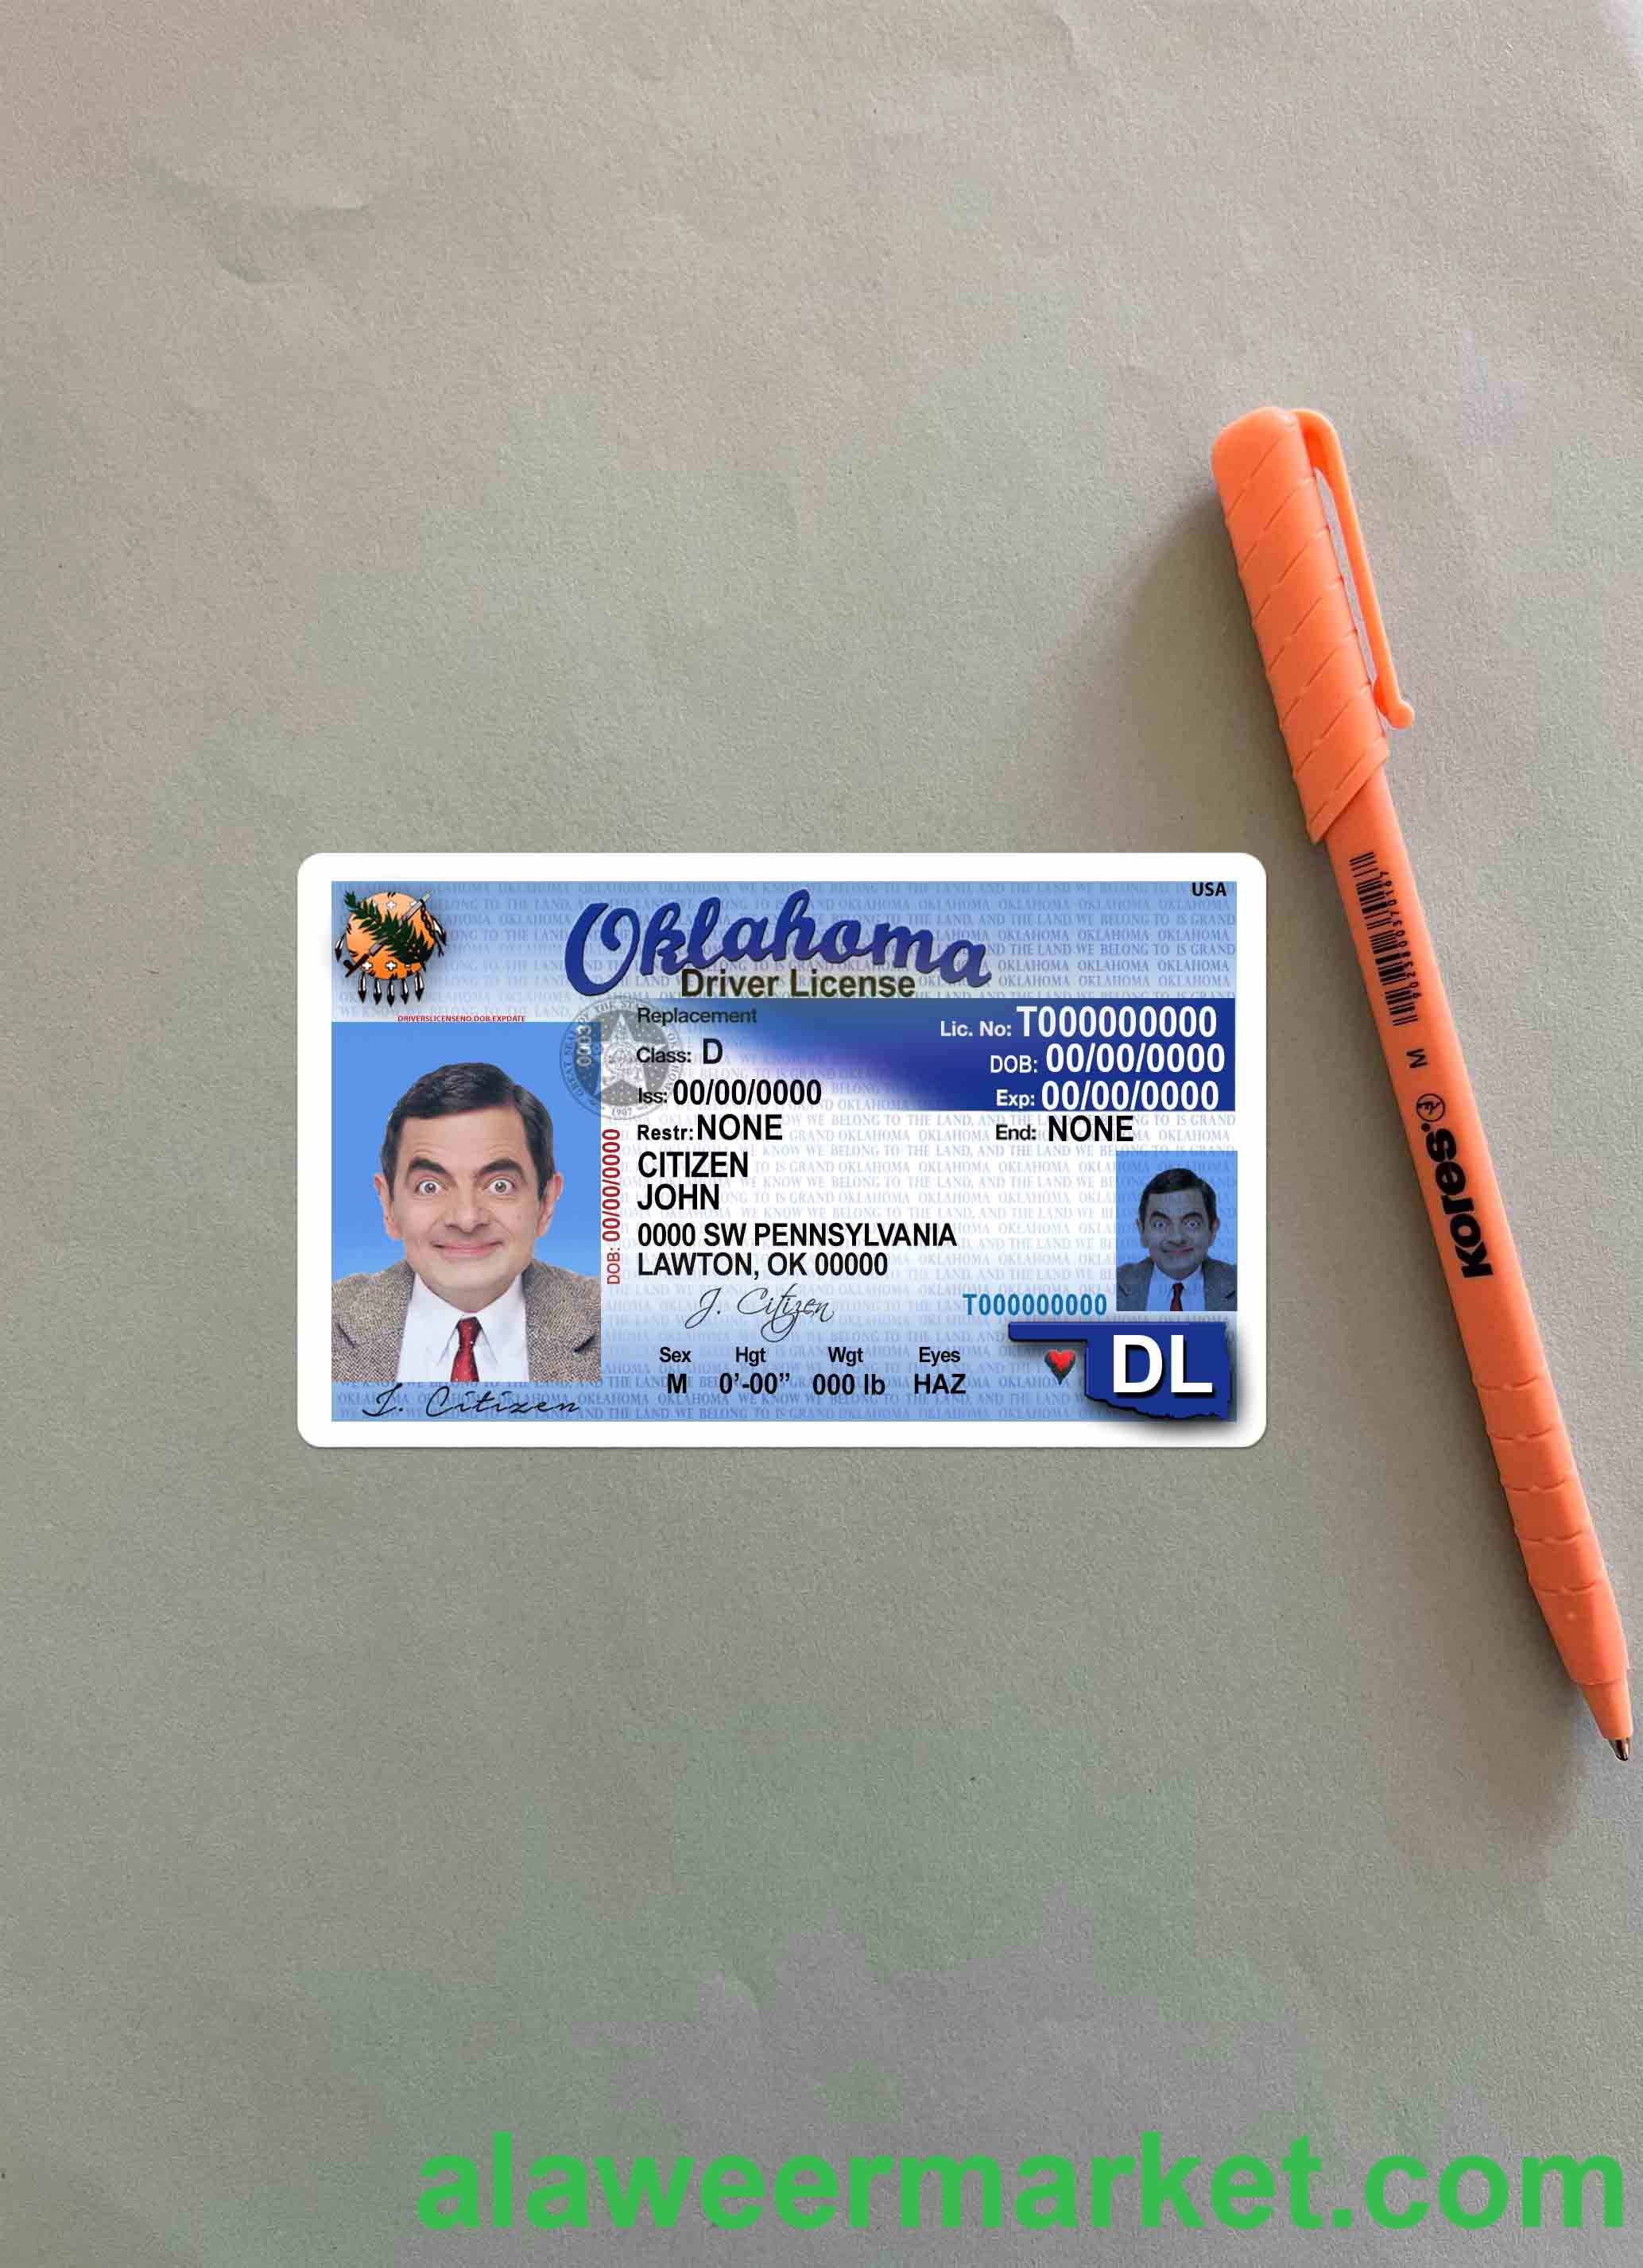 USA
Oklahoma
Driver License
DRIVERSLICENSENO.DOB.EXPDATE
Replacement
Lic. No: T000000000
0003
Class: D
DOB: 00/00/0000
Iss: 00/00/0000
Exp: 00/00/0000
Restr: NONE
End: NONE
DOB: 00/00/0000
CITIZEN
JOHN
0000 SW PENNSYLVANIA
LAWTON, OK 00000
J. Citizen
T000000000
Sex Hgt Wgt Eyes
M 0'-00” 000 lb HAZ
DL
J. Citizen
M
Kores
alaweermarket.com